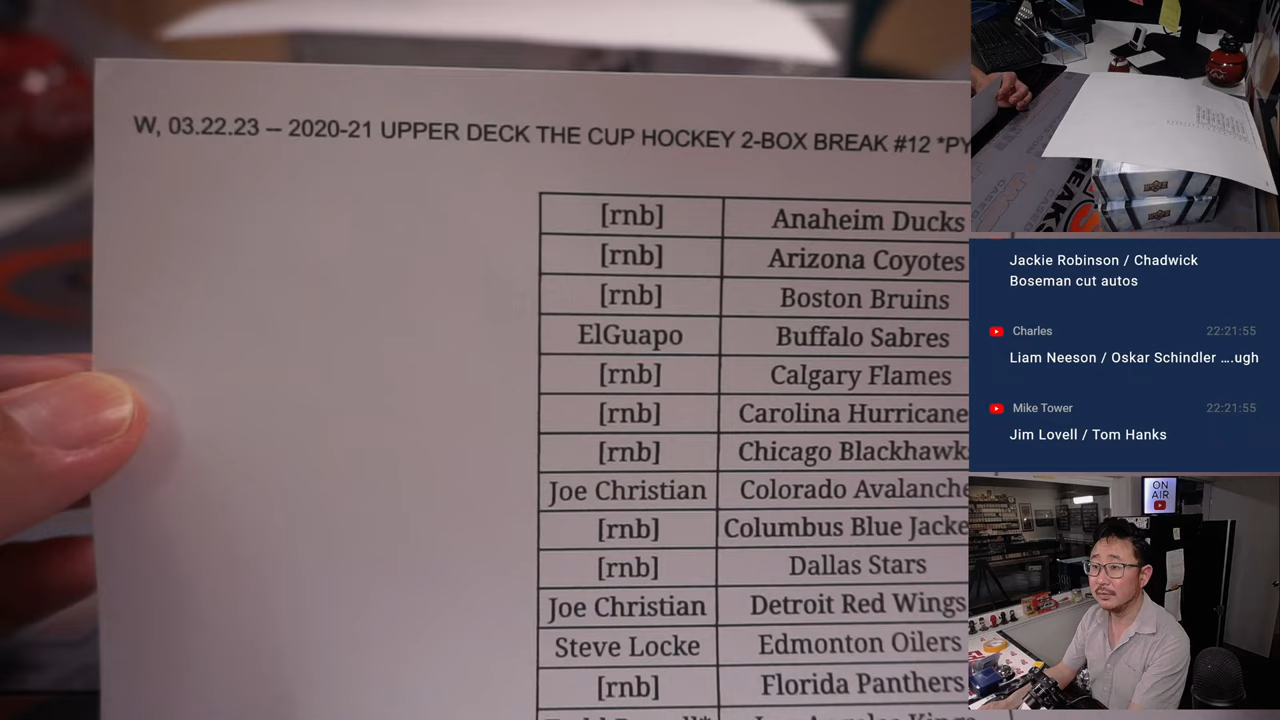 W, 03.22.23 -- 2020-21 UPPER DECK THE CUP HOCKEY 2-BOX BREAK #12 *PY
[rnb] Anaheim Ducks
[rnb] Arizona Coyotes
[rnb] Boston Bruins
ElGuapo Buffalo Sabres
[rnb] Calgary Flames
[rnb] Carolina Hurricane
[rnb] Chicago Blackhawk
Joe Christian Colorado Avalanche
[rnb] Columbus Blue Jacke
[rnb] Dallas Stars
Joe Christian Detroit Red Wings
Steve Locke Edmonton Oilers
[rnb] Florida Panthers
Jackie Robinson / Chadwick
Boseman cut autos
Charles 22:21:55
Liam Neeson / Oskar Schindler ....ugh
Mike Tower 22:21:55
Jim Lovell / Tom Hanks
ON
AIR